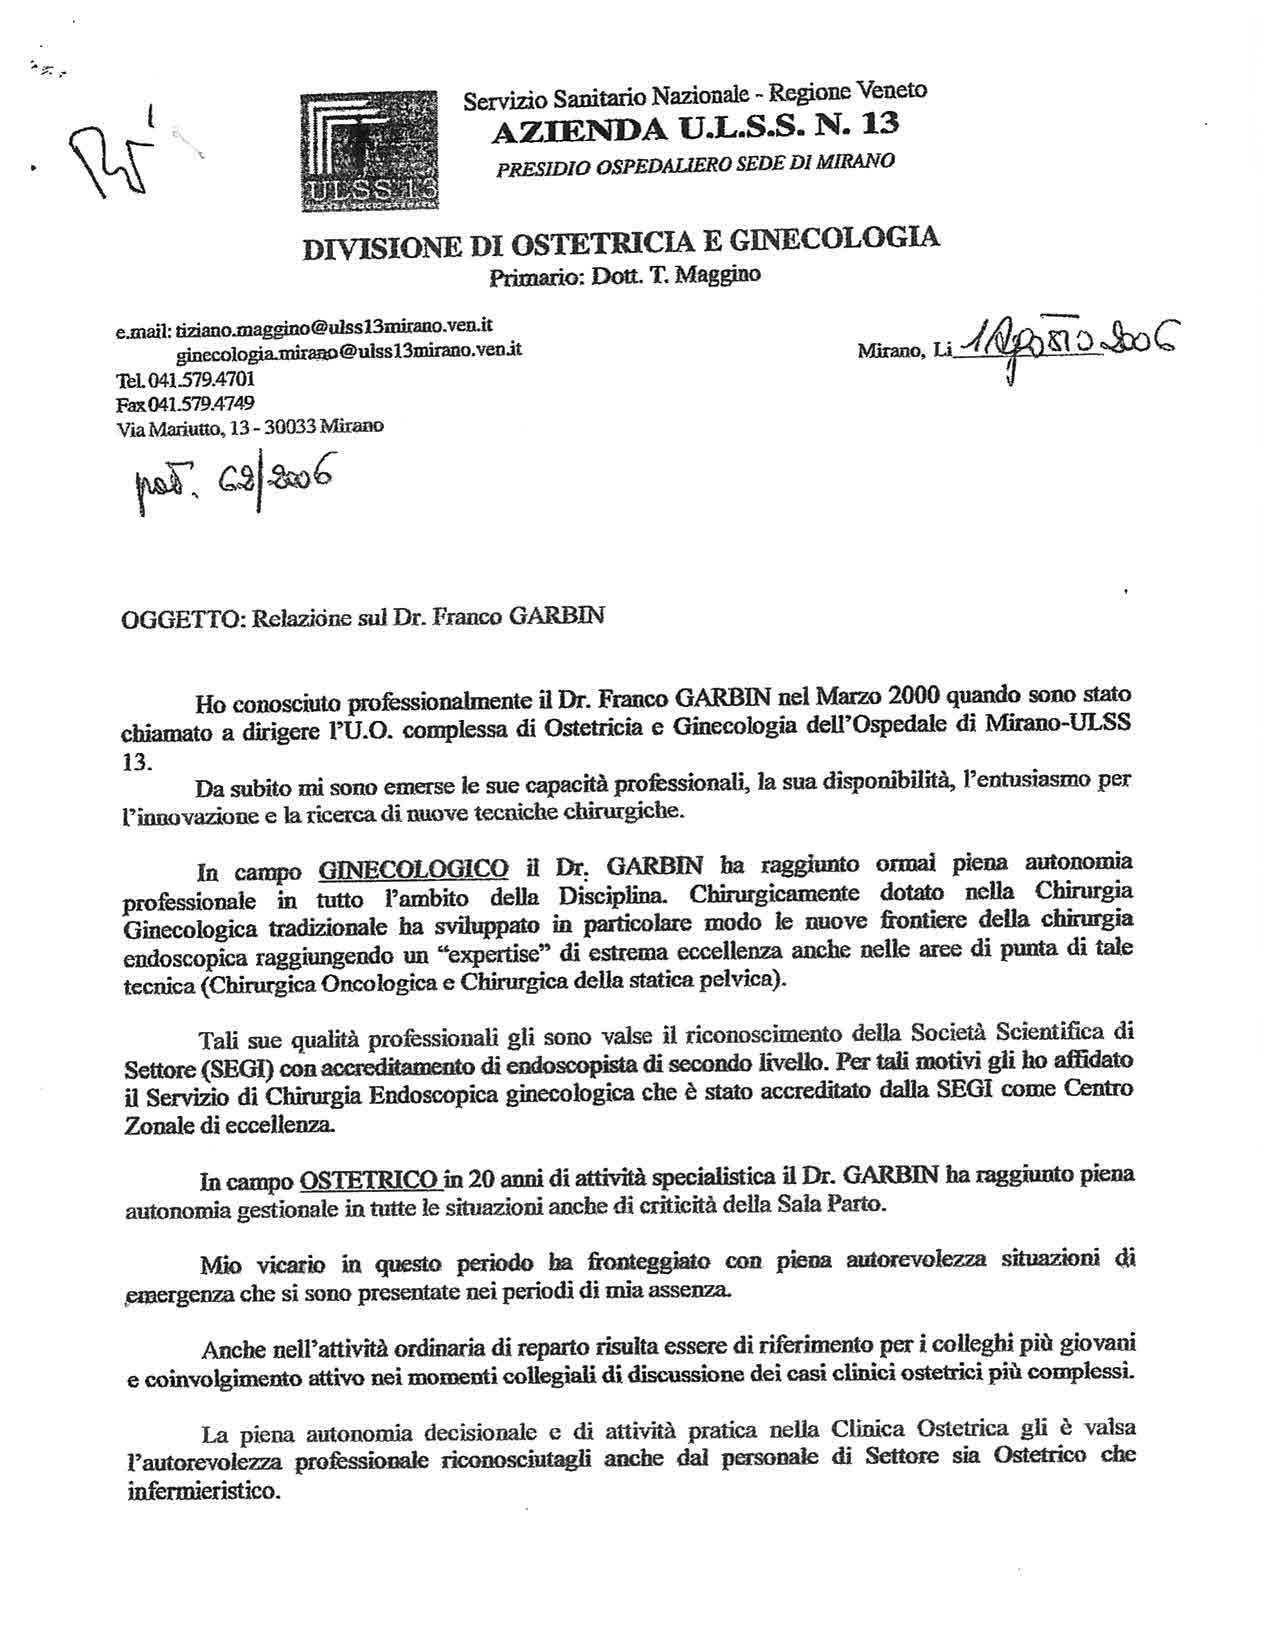 Servizio Sanitario Nazionale - Regione Veneto
AZIENDA U.L.S.S. N. 13
PRESIDIO OSPEDALIERO SEDE DI MIRANO
ULSS 13
DIVISIONE DI OSTETRICIA E GINECOLOGIA
Primario: Dott. T. Maggino
e.mail: tiziano.maggino@ulss13mirano.ven.it
ginecologia.mirano@ulss13mirano.ven.it
Tel. 041.579.4701
Fax 041.579.4749
Via Mariutto, 13 - 30033 Mirano
Mirano, Li 1 Agosto 2006
prot. 62/2006
OGGETTO: Relazione sul Dr. Franco GARBIN
Ho conosciuto professionalmente il Dr. Franco GARBIN nel Marzo 2000 quando sono stato
chiamato a dirigere l'U.O. complessa di Ostetricia e Ginecologia dell'Ospedale di Mirano-ULSS
13.
Da subito mi sono emerse le sue capacità professionali, la sua disponibilità, l'entusiasmo per
l'innovazione e la ricerca di nuove tecniche chirurgiche.
In campo GINECOLOGICO il Dr. GARBIN ha raggiunto ormai piena autonomia
professionale in tutto l'ambito della Disciplina. Chirurgicamente dotato nella Chirurgia
Ginecologica tradizionale ha sviluppato in particolare modo le nuove frontiere della chirurgia
endoscopica raggiungendo un “expertise” di estrema eccellenza anche nelle aree di punta di tale
tecnica (Chirurgica Oncologica e Chirurgica della statica pelvica).
Tali sue qualità professionali gli sono valse il riconoscimento della Società Scientifica di
Settore (SEGI) con accreditamento di endoscopista di secondo livello. Per tali motivi gli ho affidato
il Servizio di Chirurgia Endoscopica ginecologica che è stato accreditato dalla SEGI come Centro
Zonale di eccellenza.
In campo OSTETRICO in 20 anni di attività specialistica il Dr. GARBIN ha raggiunto piena
autonomia gestionale in tutte le situazioni anche di criticità della Sala Parto.
Mio vicario in questo periodo ha fronteggiato con piena autorevolezza situazioni di
emergenza che si sono presentate nei periodi di mia assenza.
Anche nell'attività ordinaria di reparto risulta essere di riferimento per i colleghi più giovani
e coinvolgimento attivo nei momenti collegiali di discussione dei casi clinici ostetrici più complessi.
La piena autonomia decisionale e di attività pratica nella Clinica Ostetrica gli è valsa
l'autorevolezza professionale riconosciutagli anche dal personale di Settore sia Ostetrico che
infermieristico.